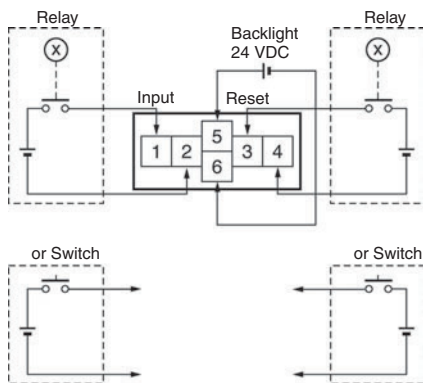 Relay
Relay
X
X
Backlight
24 VDC
Input
Reset
1
2
5
6
3
4
or Switch
or Switch